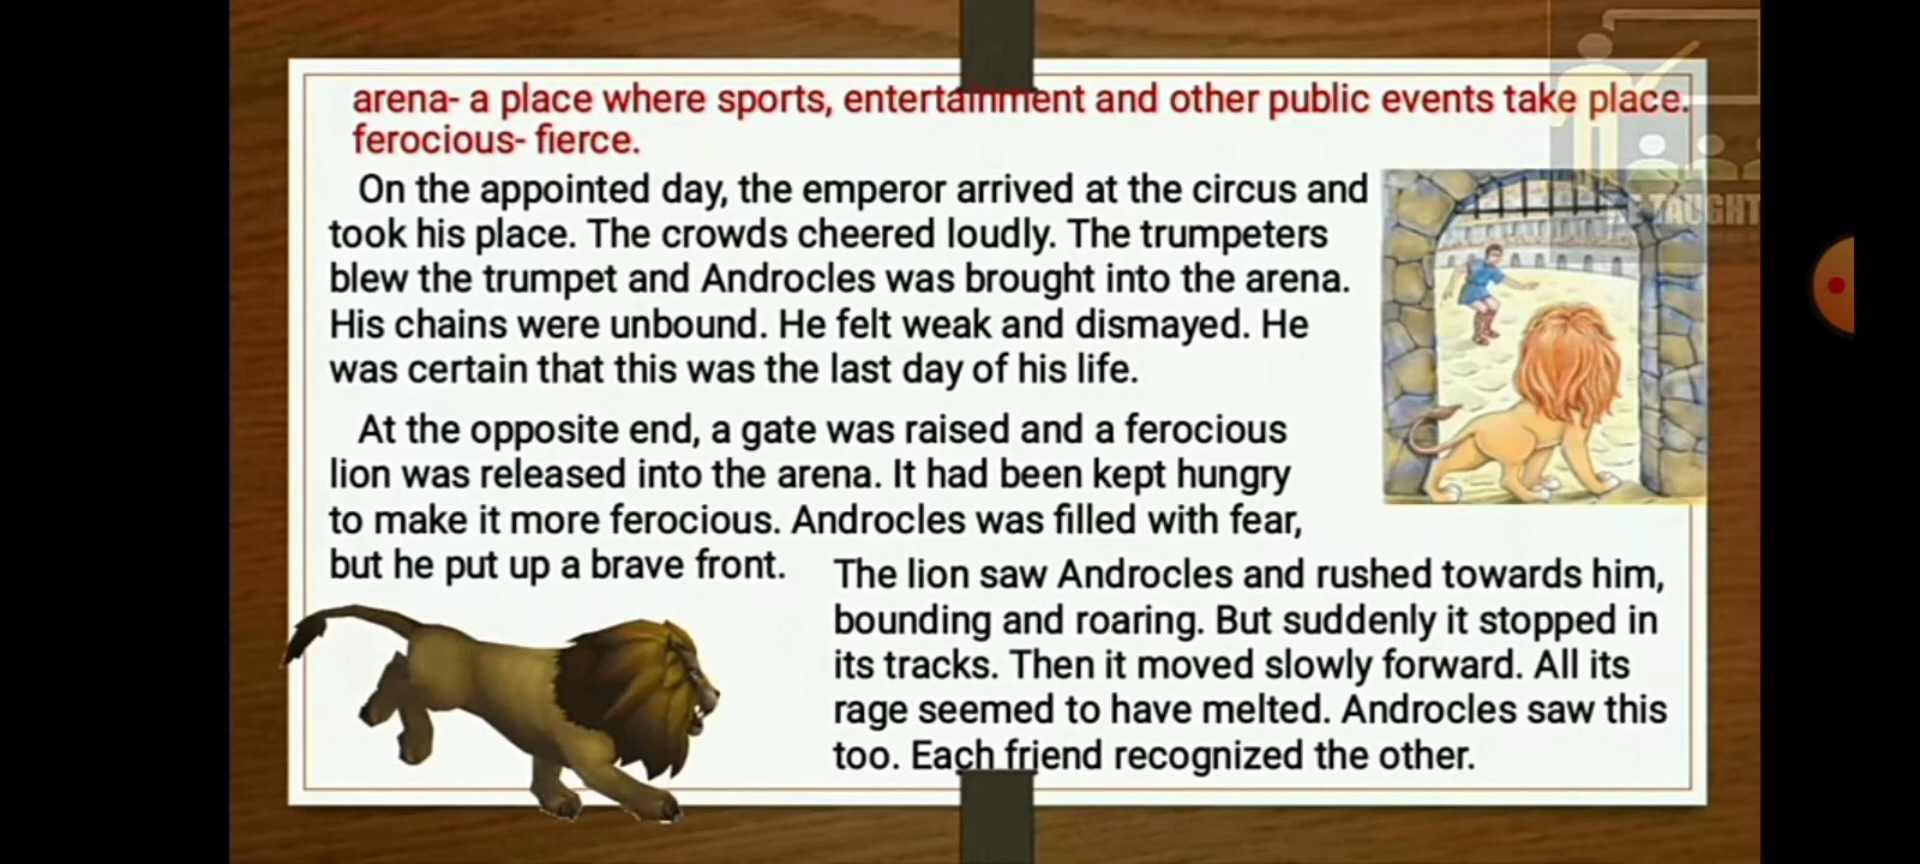 arena- a place where sports, entertainment and other public events take place.
ferocious- fierce.
On the appointed day, the emperor arrived at the circus and
took his place. The crowds cheered loudly. The trumpeters
blew the trumpet and Androcles was brought into the arena.
His chains were unbound. He felt weak and dismayed. He
was certain that this was the last day of his life.
At the opposite end, a gate was raised and a ferocious
lion was released into the arena. It had been kept hungry
to make it more ferocious. Androcles was filled with fear,
but he put up a brave front.
The lion saw Androcles and rushed towards him,
bounding and roaring. But suddenly it stopped in
its tracks. Then it moved slowly forward. All its
rage seemed to have melted. Androcles saw this
too. Each friend recognized the other.
TAUGHT